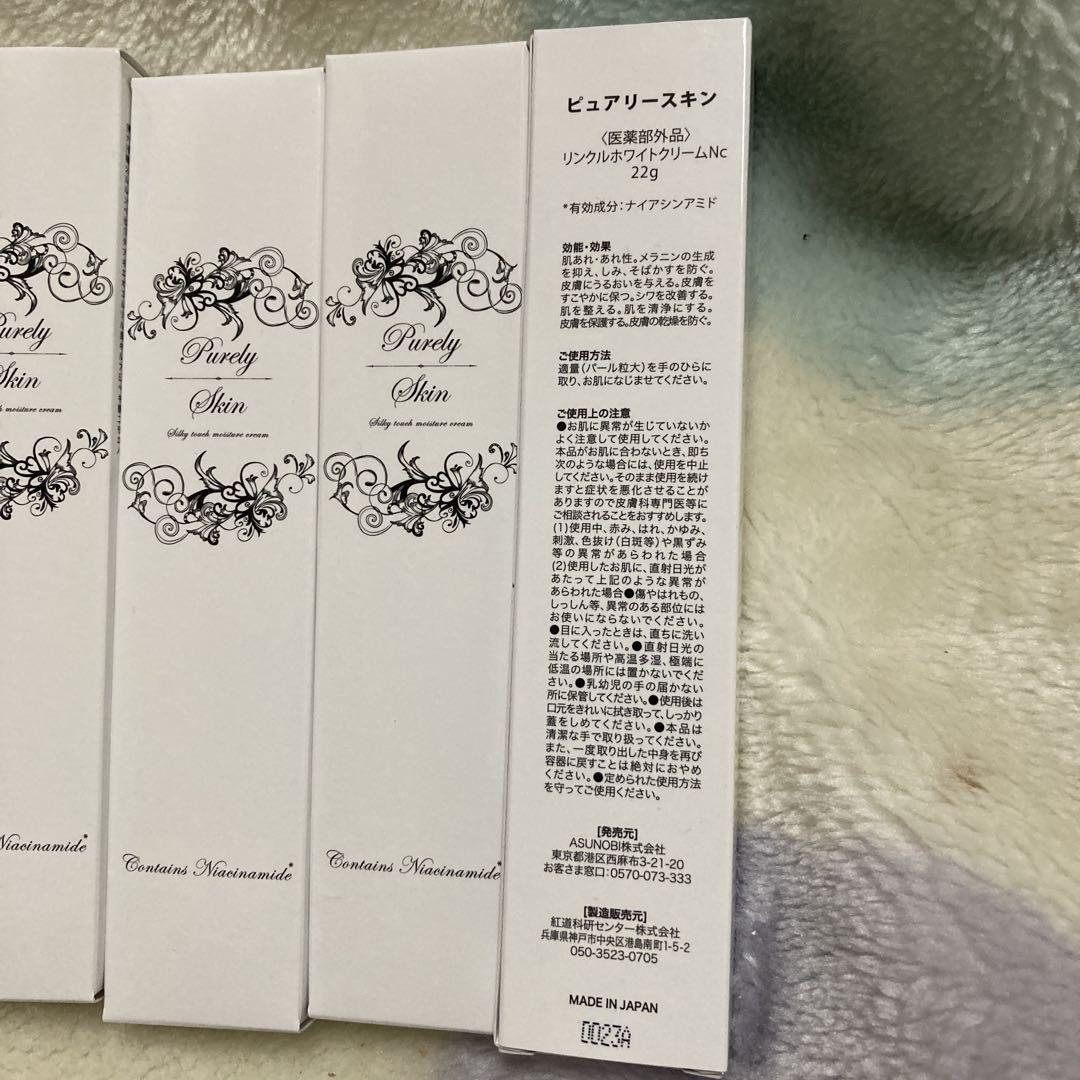 Purely
Skin
moisture cream
Niacinamide*
Purely
Skin
Silky touch moisture cream
Contains Niacinamide*
Purely
Skin
Silky touch moisture cream
Contains Niacinamide*
ピュアリースキン
〈医薬部外品〉
リンクルホワイトクリームNc
22g
*有効成分:ナイアシンアミド
効能・効果
肌あれ・あれ性。メラニンの生成
を抑え、しみ、そばかすを防ぐ。
皮膚にうるおいを与える。皮膚を
すこやかに保つ。シワを改善する。
肌を整える。肌を清浄にする。
皮膚を保護する。皮膚の乾燥を防ぐ。
ご使用方法
適量(パール粒大)を手のひらに
取り、お肌になじませてください。
ご使用上の注意
●お肌に異常が生じていないか
よく注意して使用してください。
本品がお肌に合わないとき、即ち
次のような場合には、使用を中止
してください。そのまま使用を続け
ますと症状を悪化させることが
ありますので皮膚科専門医等に
ご相談されることをおすすめします。
(1)使用中、赤み、はれ、かゆみ、
刺激、色抜け(白斑等)や黒ずみ
等の異常があらわれた場合
(2)使用したお肌に、直射日光が
あたって上記のような異常が
あらわれた場合●傷やはれもの、
しっしん等、異常のある部位には
お使いにならないでください。
●目に入ったときは、直ちに洗い
流してください。●直射日光の
当たる場所や高温多湿、極端に
低温の場所には置かないでくだ
さい。●乳幼児の手の届かない
所に保管してください。●使用後は
口元をきれいに拭き取って、しっかり
蓋をしめてください。●本品は
清潔な手で取り扱ってください。
また、一度取り出した中身を再び
容器に戻すことは絶対におやめ
ください。●定められた使用方法
を守ってご使用ください。
[発売元]
ASUNOBI株式会社
東京都港区西麻布3-21-20
お客さま窓口:0570-073-333
[製造販売元]
紅道科研センター株式会社
兵庫県神戸市中央区港島南町1-5-2
050-3523-0705
MADE IN JAPAN
0023A